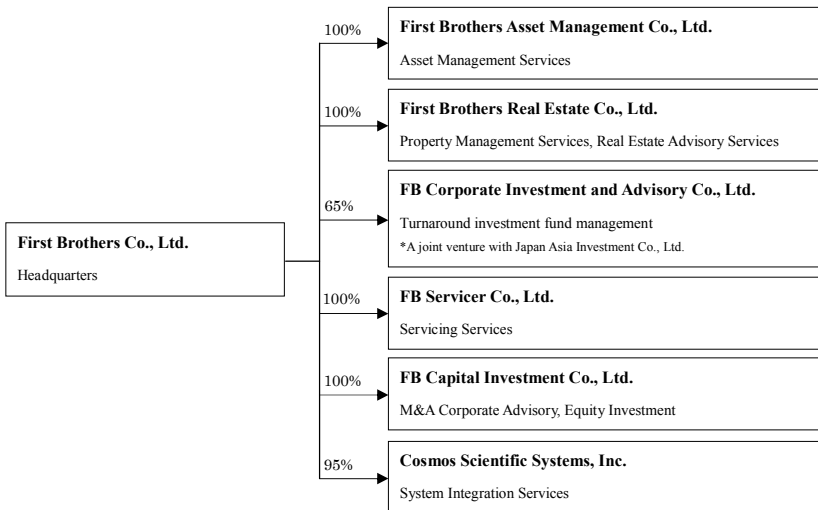 100%
First Brothers Asset Management Co., Ltd.
Asset Management Services
100%
First Brothers Real Estate Co., Ltd.
Property Management Services, Real Estate Advisory Services
65%
FB Corporate Investment and Advisory Co., Ltd.
Turnaround investment fund management
*A joint venture with Japan Asia Investment Co., Ltd.
First Brothers Co., Ltd.
Headquarters
100%
FB Servicer Co., Ltd.
Servicing Services
100%
FB Capital Investment Co., Ltd.
M&A Corporate Advisory, Equity Investment
95%
Cosmos Scientific Systems, Inc.
System Integration Services